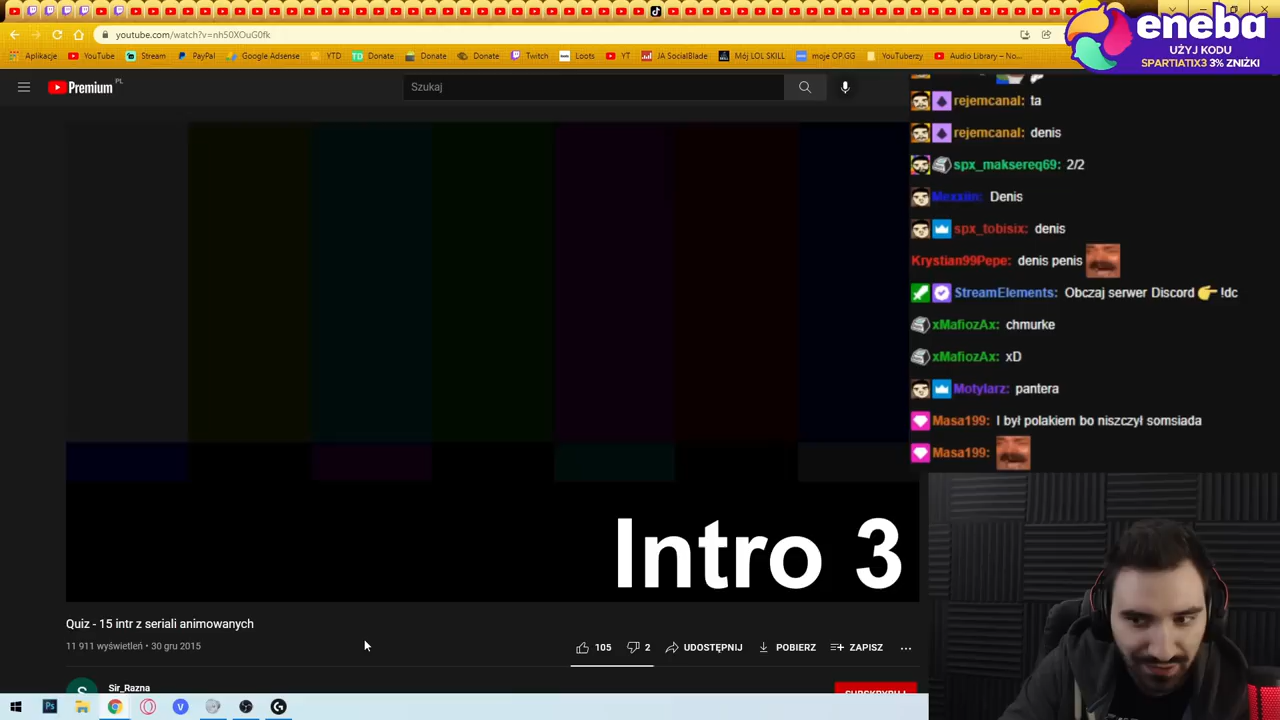 youtube.com/watch?v=nh50XOuG0fk
Aplikacje YouTube Stream PayPal Google Adsense YTD Donate Donate Donate Twitch Loots YT JA SocialBlade Mój LOL SKILL moje OP.GG YouTuberzy Audio Library – No...
eneba
UŻYJ KODU
SPARTIATIX3 3% ZNIŻKI
Premium PL
Szukaj
rejemcanal: ta
rejemcanal: denis
spx_maksereq69: 2/2
Mexxiin: Denis
spx_tobisix: denis
Krystian99Pepe: denis penis
StreamElements: Obczaj serwer Discord !dc
xMafiozAx: chmurke
xMafiozAx: xD
Motylarz: pantera
Masa199: I był polakiem bo niszczył somsiada
Masa199:
Intro 3
Quiz - 15 intr z seriali animowanych
11 911 wyświetleń • 30 gru 2015
105 2 UDOSTĘPNIJ POBIERZ ZAPISZ
S Sir_Razna
SUBSKRYBUJ